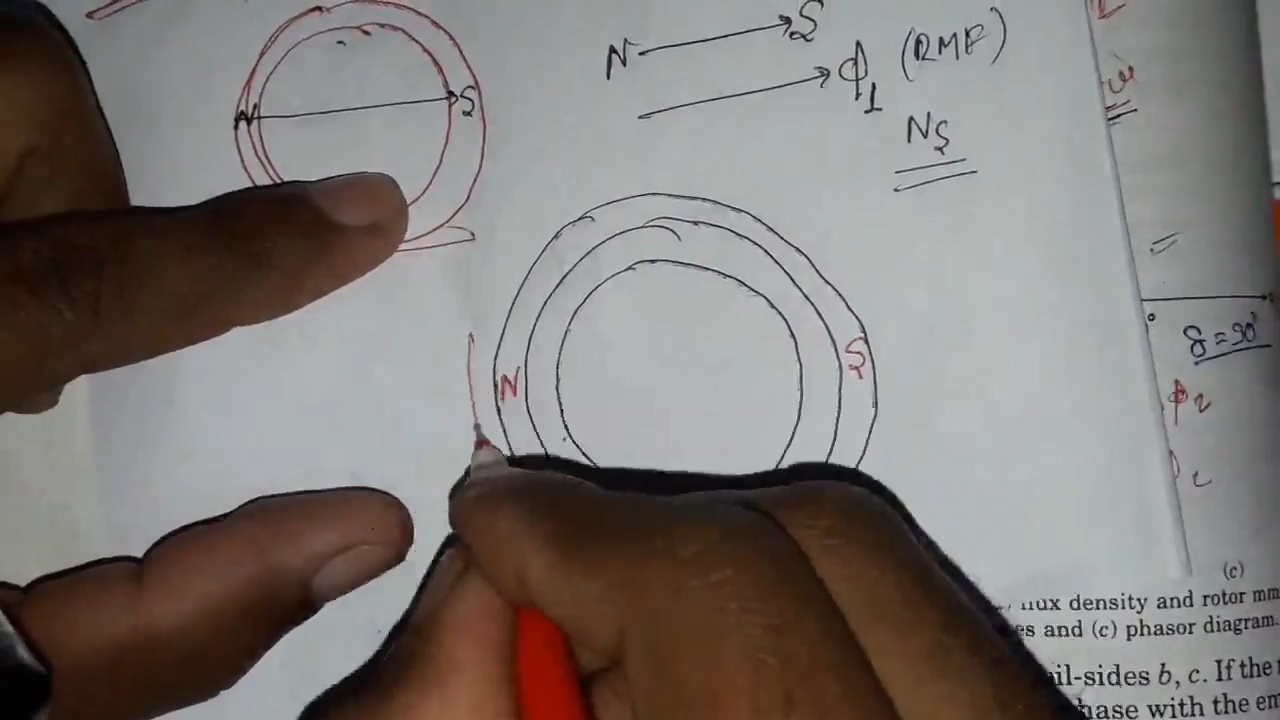 N → S
N → S
→ ϕ1 (RMF)
NS
δ = 90°
N S
ϕ2
(c)
flux density and rotor mm
es and (c) phasor diagram.
il-sides b, c. If the
hase with the em